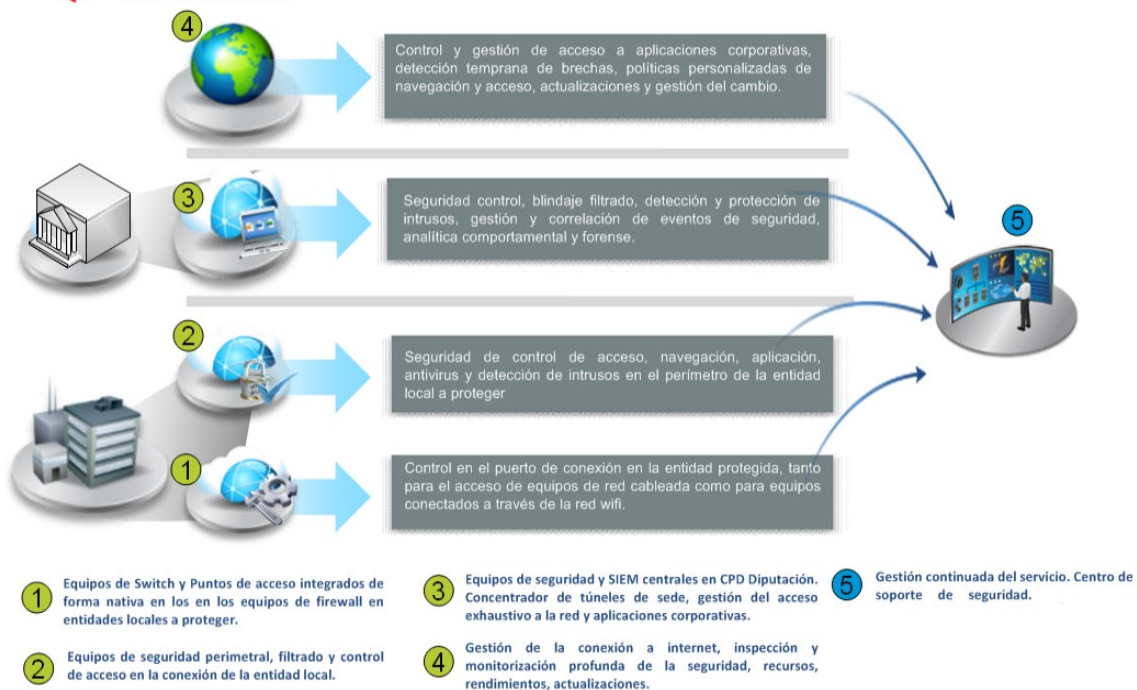 4
Control y gestión de acceso a aplicaciones corporativas,
detección temprana de brechas, políticas personalizadas de
navegación y acceso, actualizaciones y gestión del cambio.
3
Seguridad control, blindaje filtrado, detección y protección de
intrusos, gestión y correlación de eventos de seguridad,
analítica comportamental y forense.
5
2
Seguridad de control de acceso, navegación, aplicación,
antivirus y detección de intrusos en el perímetro de la entidad
local a proteger
1
Control en el puerto de conexión en la entidad protegida, tanto
para el acceso de equipos de red cableada como para equipos
conectados a través de la red wifi.
1
Equipos de Switch y Puntos de acceso integrados de
forma nativa en los en los equipos de firewall en
entidades locales a proteger.
2
Equipos de seguridad perimetral, filtrado y control
de acceso en la conexión de la entidad local.
3
Equipos de seguridad y SIEM centrales en CPD Diputación.
Concentrador de túneles de sede, gestión del acceso
exhaustivo a la red y aplicaciones corporativas.
4
Gestión de la conexión a internet, inspección y
monitorización profunda de la seguridad, recursos,
rendimientos, actualizaciones.
5
Gestión continuada del servicio. Centro de
soporte de seguridad.